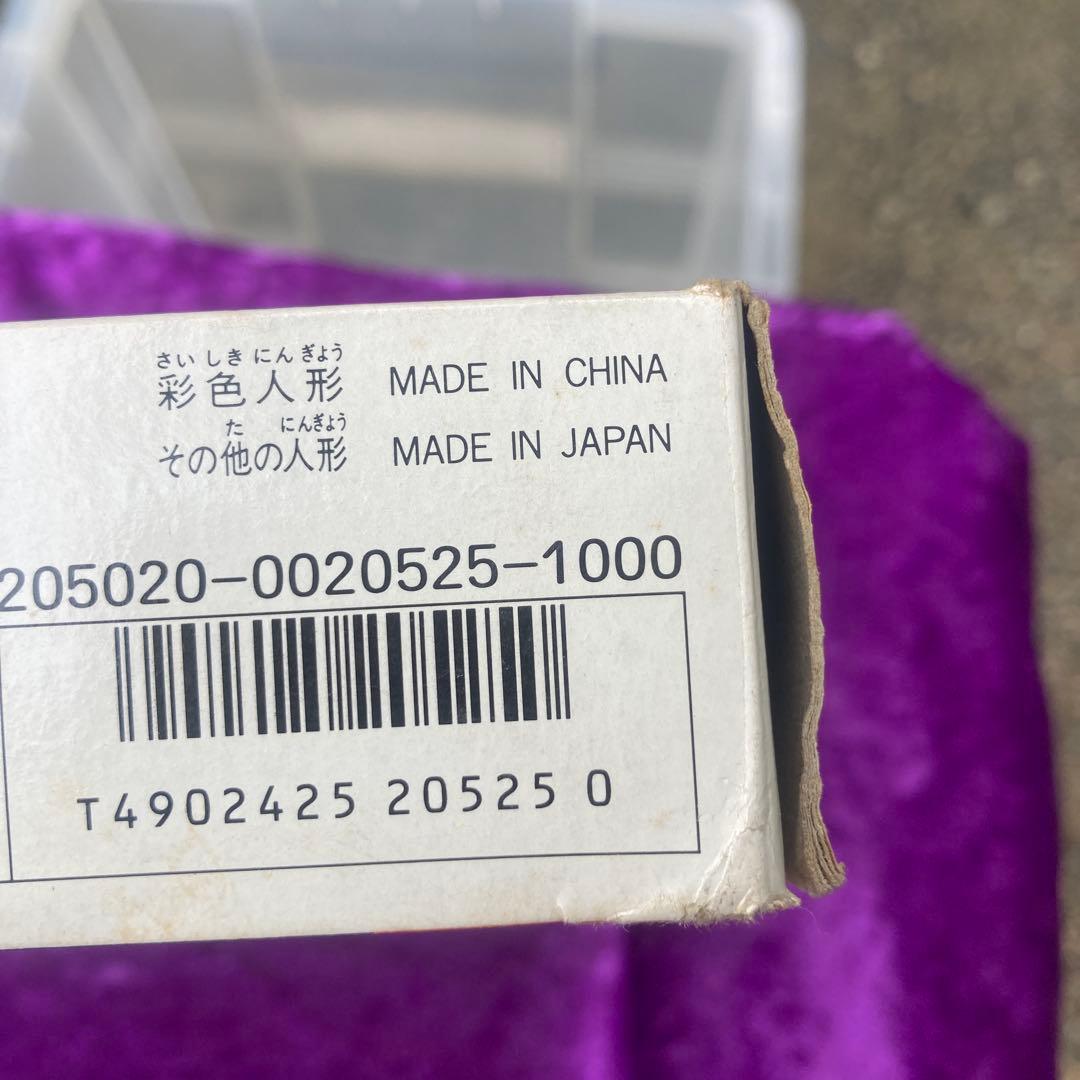 さいしきにんぎょう
彩色人形 MADE IN CHINA
た にんぎょう
その他の人形 MADE IN JAPAN
205020-0020525-1000
T4902425 20525 0